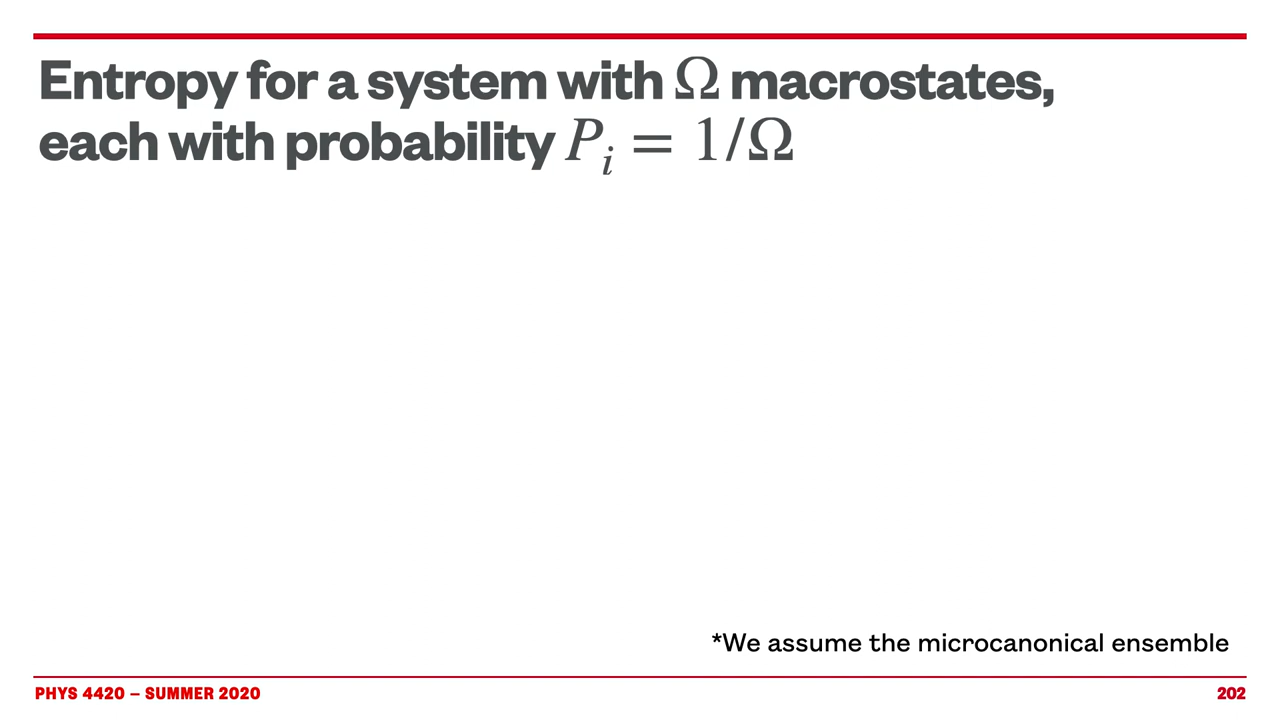 Entropy for a system with Ω macrostates,
each with probability P_i = 1/Ω
*We assume the microcanonical ensemble
PHYS 4420 – SUMMER 2020
202